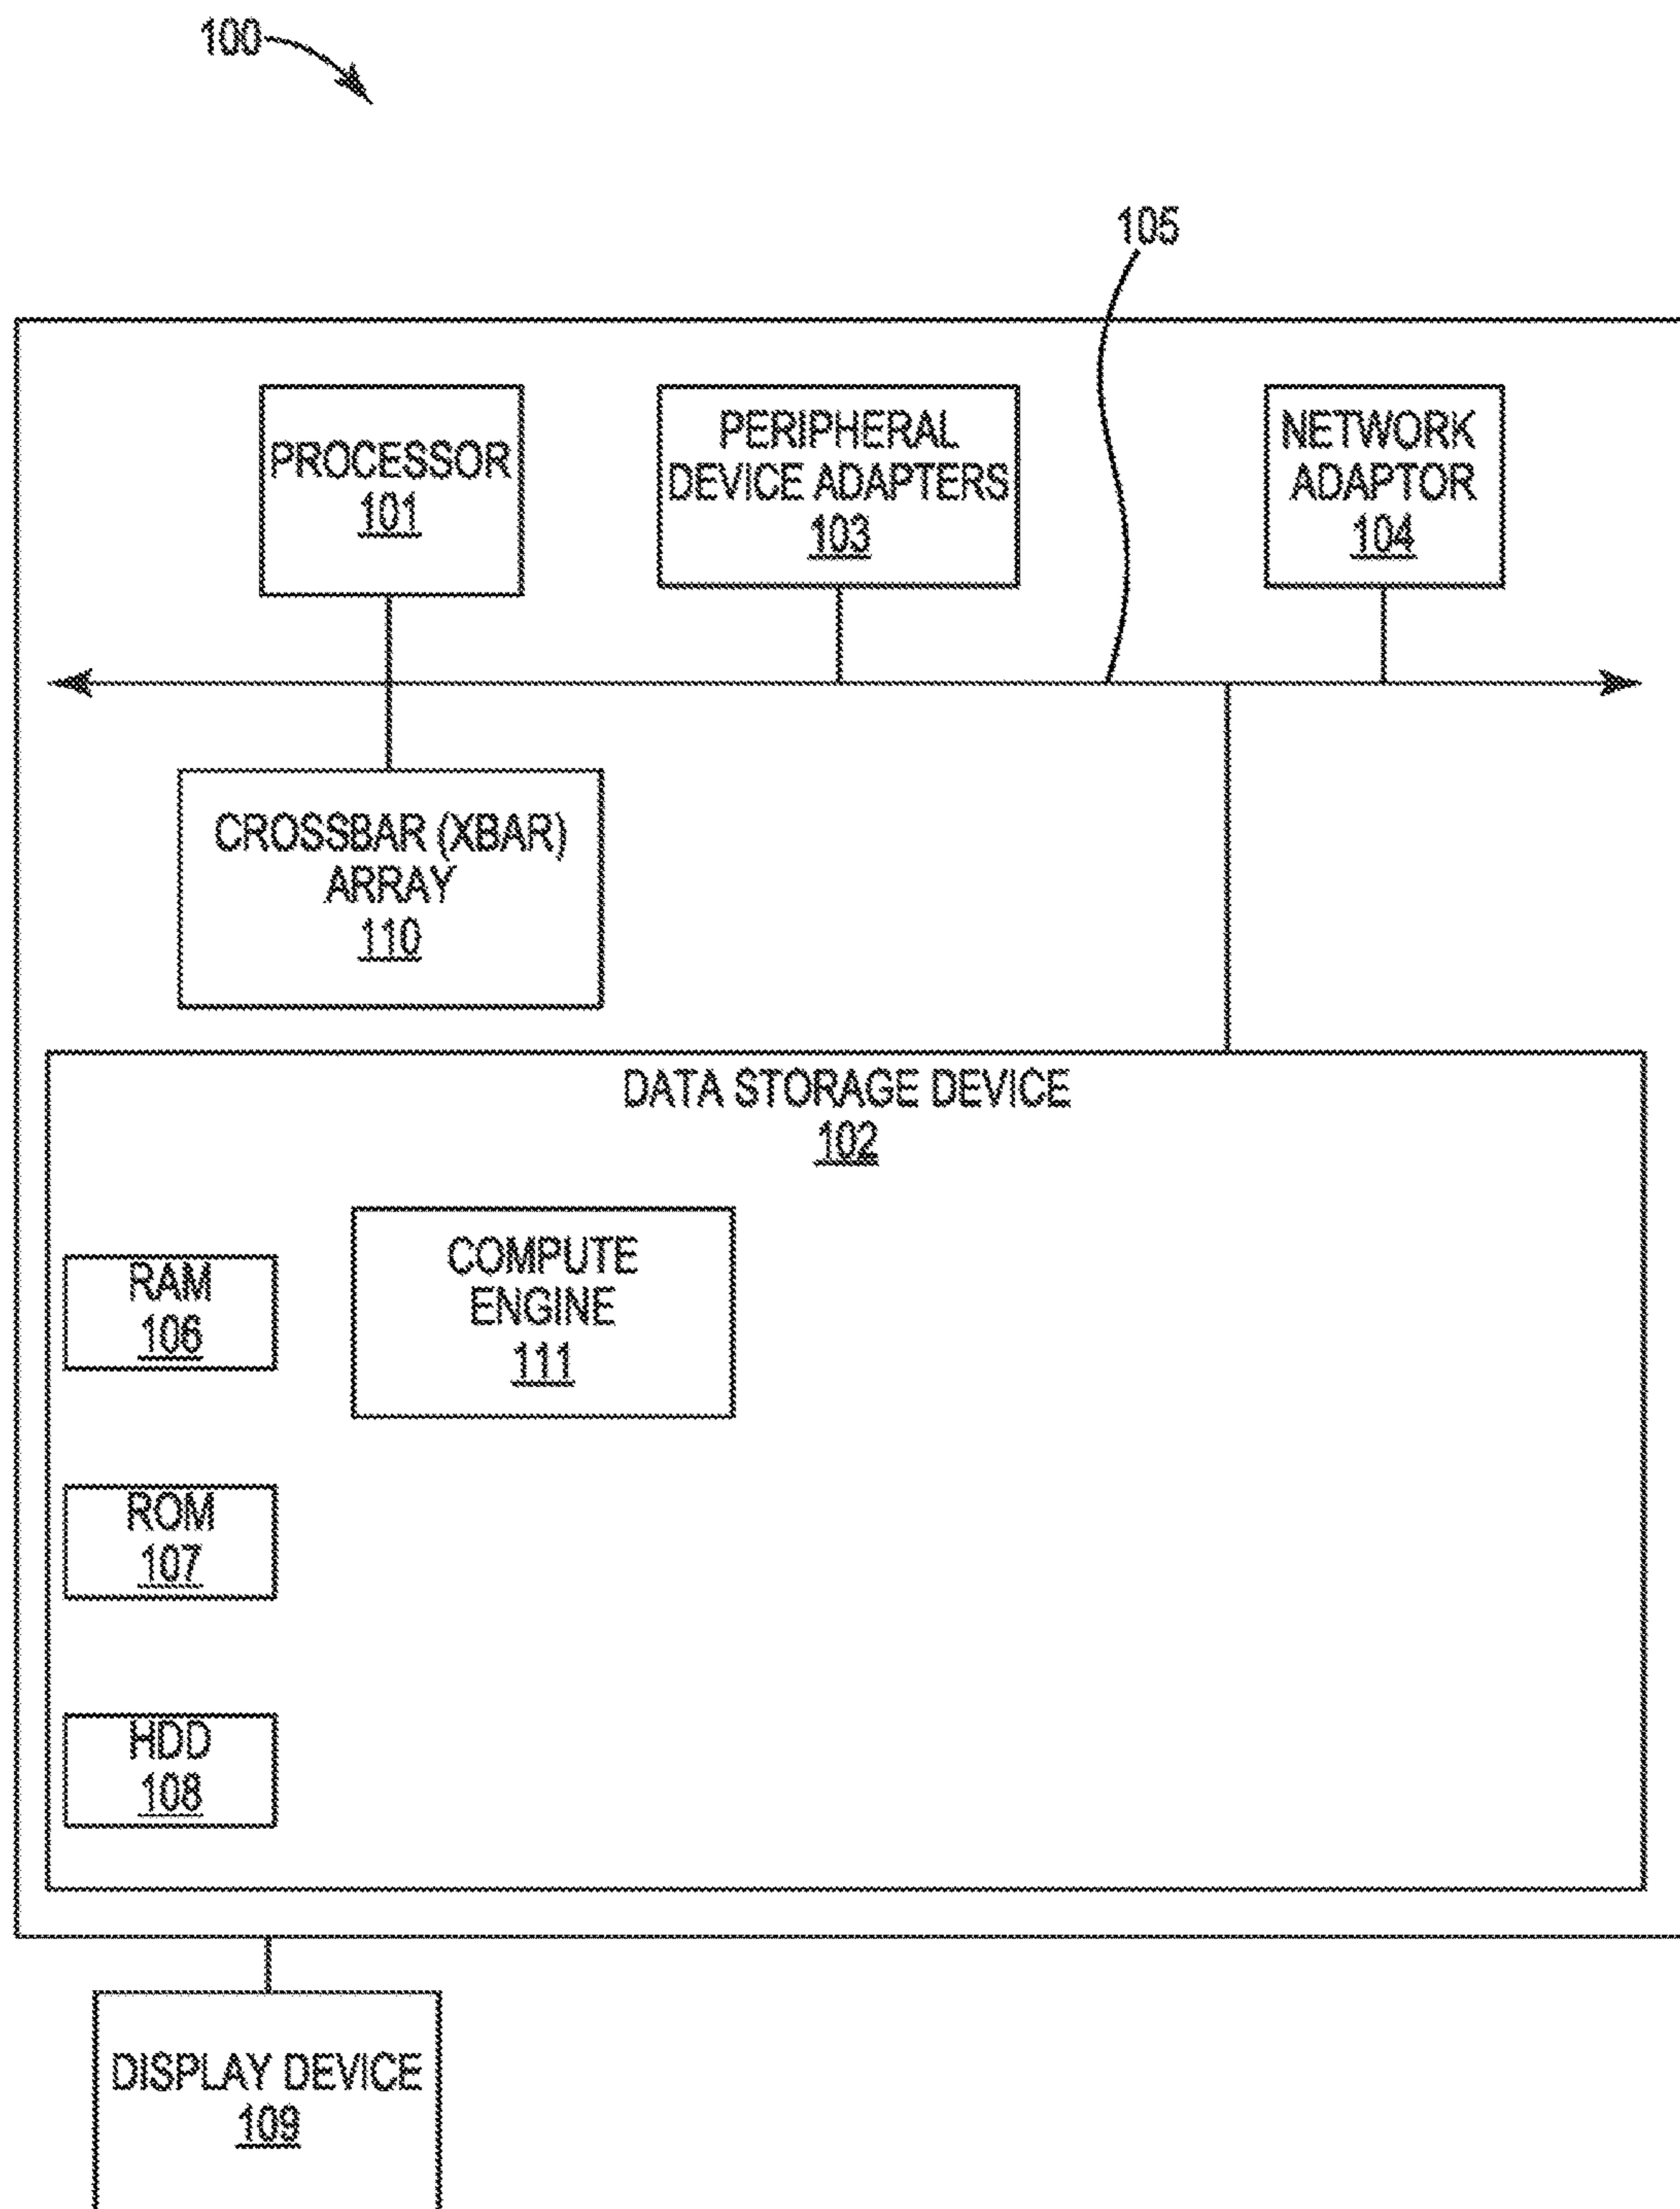 100
105
PROCESSOR
101
PERIPHERAL
DEVICE ADAPTERS
103
NETWORK
ADAPTOR
104
CROSSBAR (XBAR)
ARRAY
110
DATA STORAGE DEVICE
102
COMPUTE
ENGINE
111
RAM
106
ROM
107
HDD
108
DISPLAY DEVICE
109